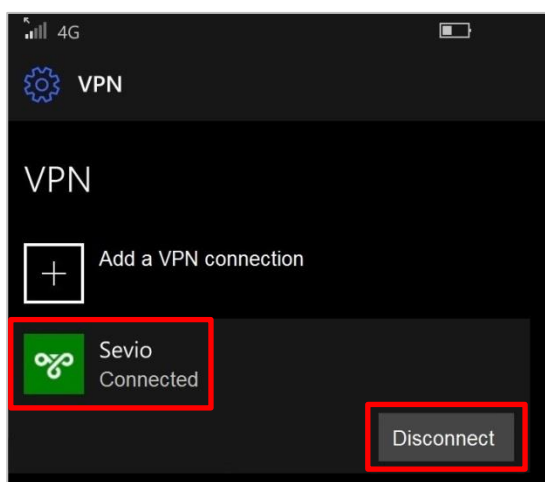 4G
VPN
VPN
Add a VPN connection
Sevio
Connected
Disconnect